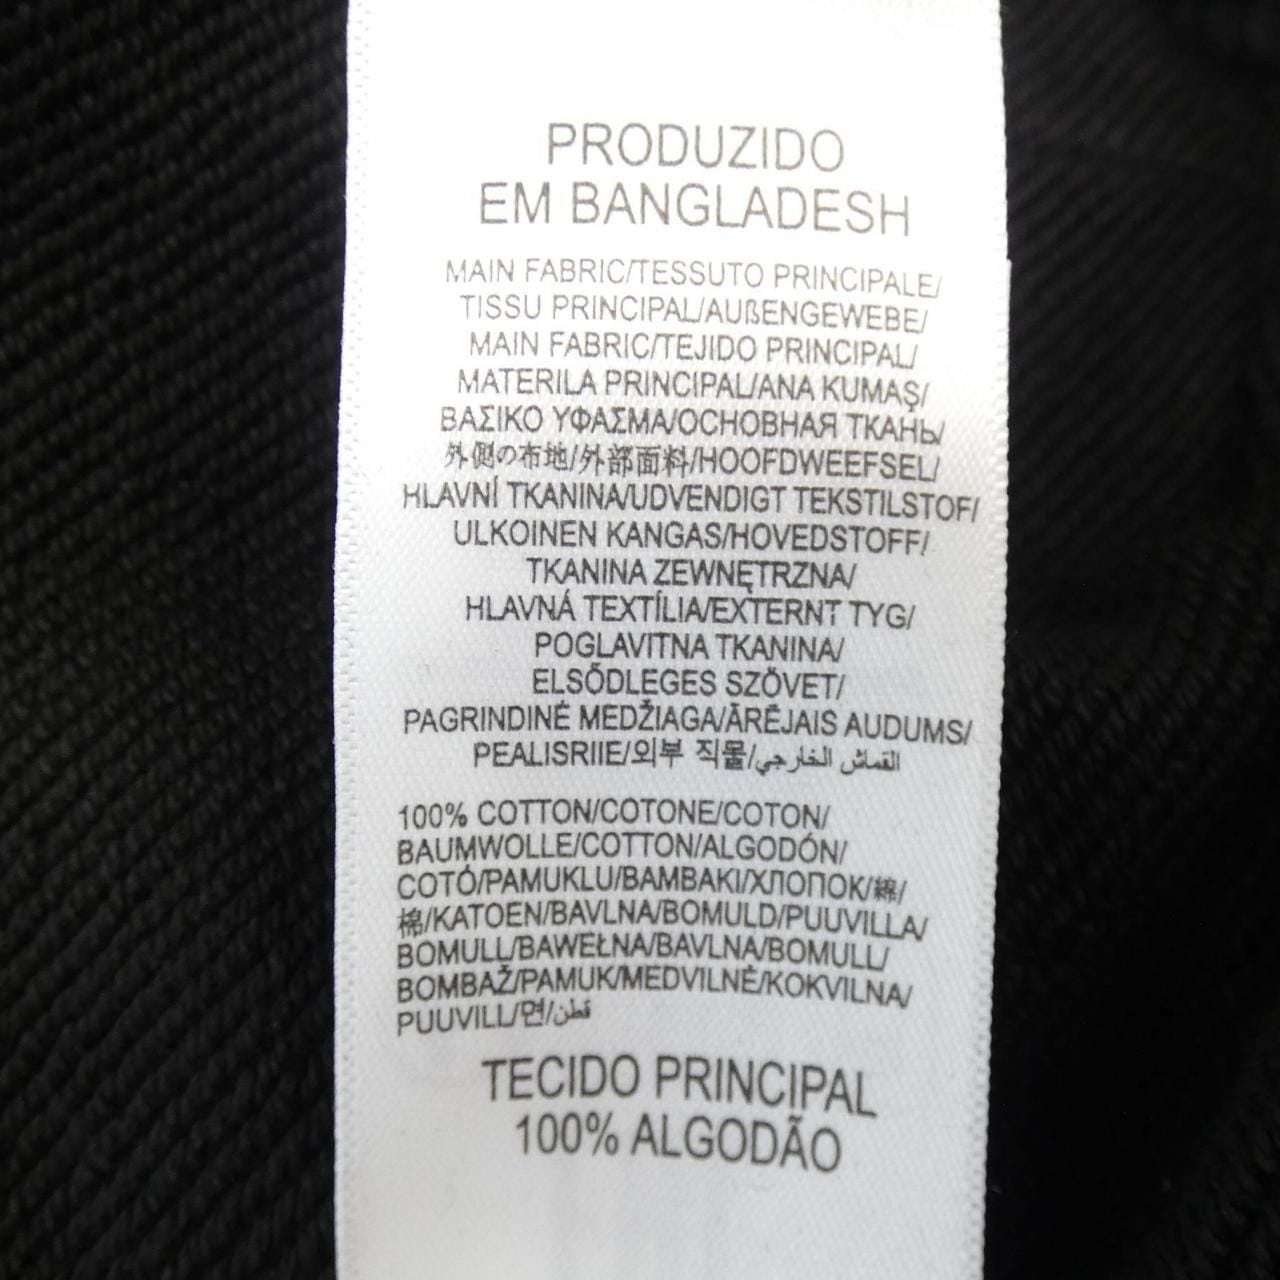 PRODUZIDO
EM BANGLADESH
MAIN FABRIC/TESSUTO PRINCIPALE/
TISSU PRINCIPAL/AUßENGEWEBE/
MAIN FABRIC/TEJIDO PRINCIPAL/
MATERILA PRINCIPAL/ANA KUMAŞ/
ΒΑΣΙΚΟ ΥΦΑΣΜΑ/ОСНОВНАЯ ТКАНЬ/
外側の布地/外部面料/HOOFDWEEFSEL/
HLAVNÍ TKANINA/UDVENDIGT TEKSTILSTOF/
ULKOINEN KANGAS/HOVEDSTOFF/
TKANINA ZEWNĘTRZNA/
HLAVNÁ TEXTÍLIA/EXTERNT TYG/
POGLAVITNA TKANINA/
ELSŐDLEGES SZÖVET/
PAGRINDINĖ MEDŽIAGA/ĀRĒJAIS AUDUMS/
PEALISRIIE/외부 직물/القماش الخارجي
100% COTTON/COTONE/COTON/
BAUMWOLLE/COTTON/ALGODÓN/
COTÓ/PAMUKLU/BAMBAKI/ХЛОПОК/綿/
棉/KATOEN/BAVLNA/BOMULD/PUUVILLA/
BOMULL/BAWEŁNA/BAVLNA/BOMULL/
BOMBAŽ/PAMUK/MEDVILNĖ/KOKVILNA/
PUUVILL/면/قطن
TECIDO PRINCIPAL
100% ALGODÃO